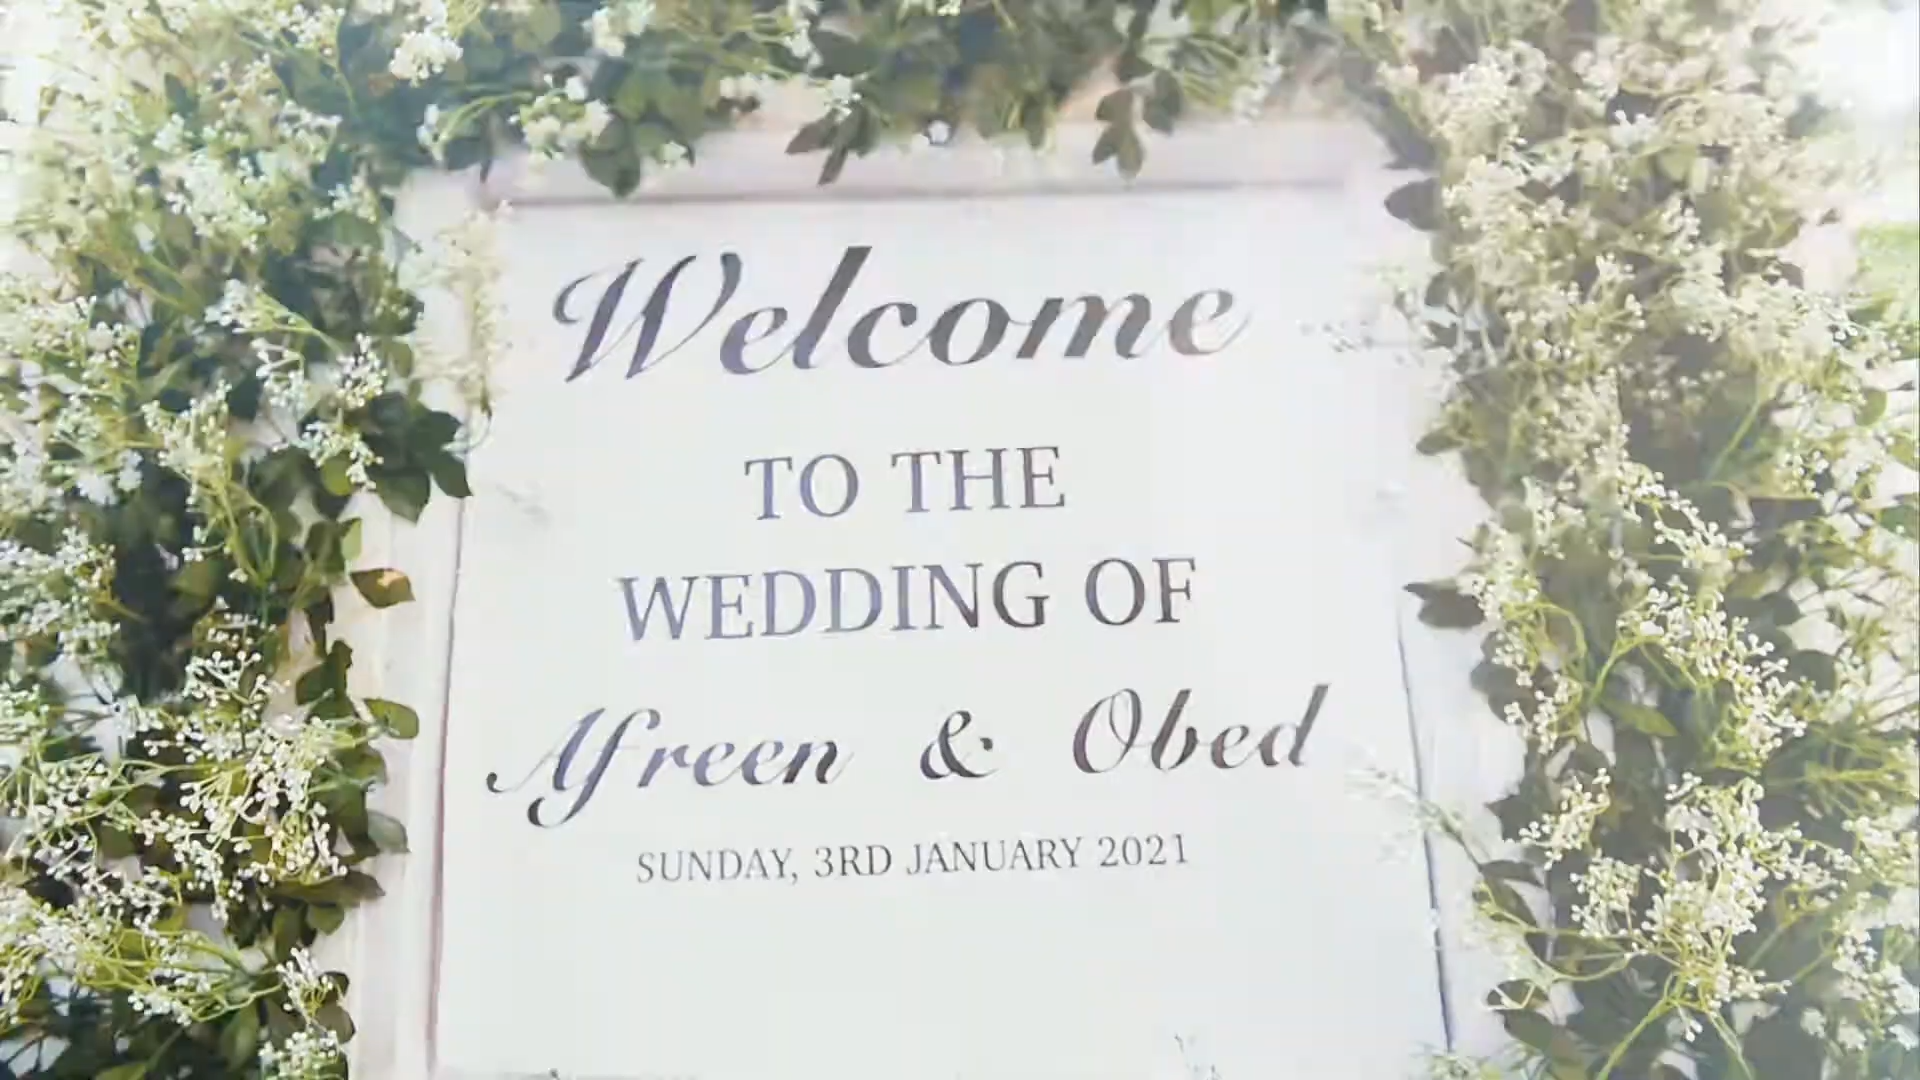 Welcome
TO THE
WEDDING OF
Afreen & Obed
SUNDAY, 3RD JANUARY 2021